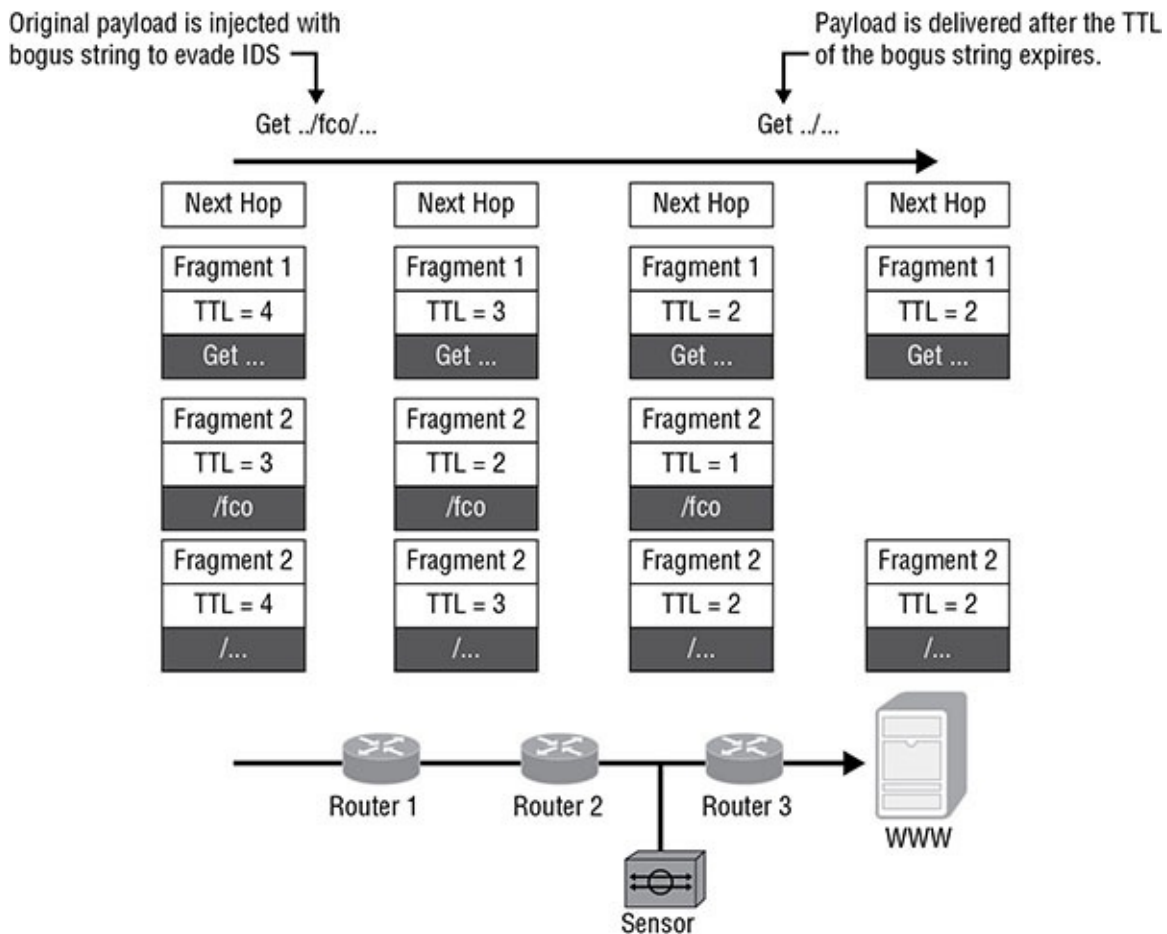 Original payload is injected with
bogus string to evade IDS
Payload is delivered after the TTL
of the bogus string expires.
Get ../fco/...
Get ../...
Next Hop
Next Hop
Next Hop
Next Hop
Fragment 1
Fragment 1
Fragment 1
Fragment 1
TTL = 4
TTL = 3
TTL = 2
TTL = 2
Get ...
Get ...
Get ...
Get ...
Fragment 2
Fragment 2
Fragment 2
TTL = 3
TTL = 2
TTL = 1
/fco
/fco
/fco
Fragment 2
Fragment 2
Fragment 2
Fragment 2
TTL = 4
TTL = 3
TTL = 2
TTL = 2
/...
/...
/...
/...
Router 1
Router 2
Router 3
WWW
Sensor